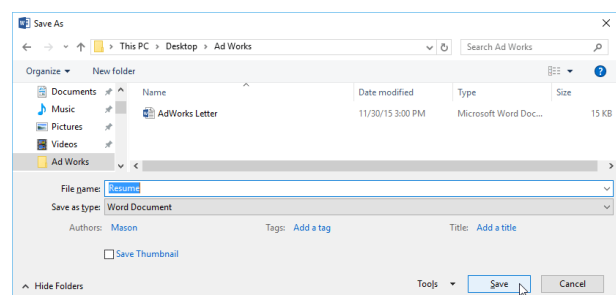 Save As
This PC > Desktop > Ad Works
Search Ad Works
Organize New folder
Documents Name Date modified Type Size
Music AdWorks Letter 11/30/15 3:00 PM Microsoft Word Doc... 15 KB
Pictures
Videos
Ad Works
File name: Resume
Save as type: Word Document
Authors: Mason Tags: Add a tag Title: Add a title
Save Thumbnail
Hide Folders Tools Save Cancel